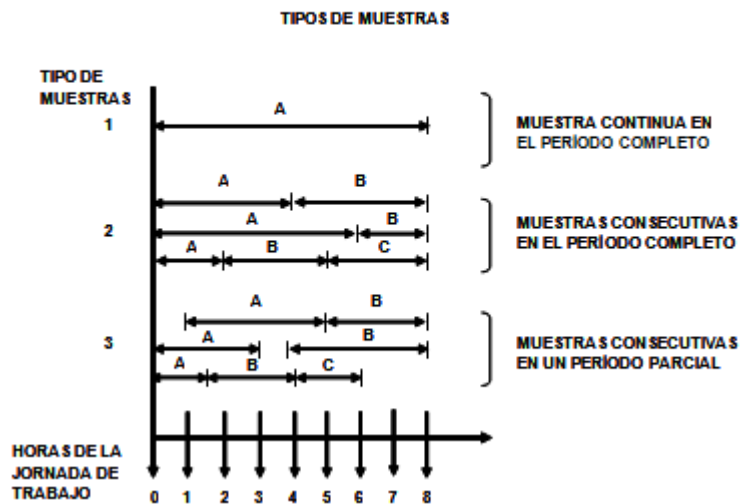 TIPOS DE MUESTRAS
TIPO DE
MUESTRAS
A
1
MUESTRA CONTINUA EN
EL PERÍODO COMPLETO
A B
A B
2
MUESTRAS CONSECUTIVAS
EN EL PERÍODO COMPLETO
A B C
A B
3
A B
MUESTRAS CONSECUTIVAS
EN UN PERÍODO PARCIAL
A B C
HORAS DE LA
JORNADA DE
TRABAJO
0 1 2 3 4 5 6 7 8